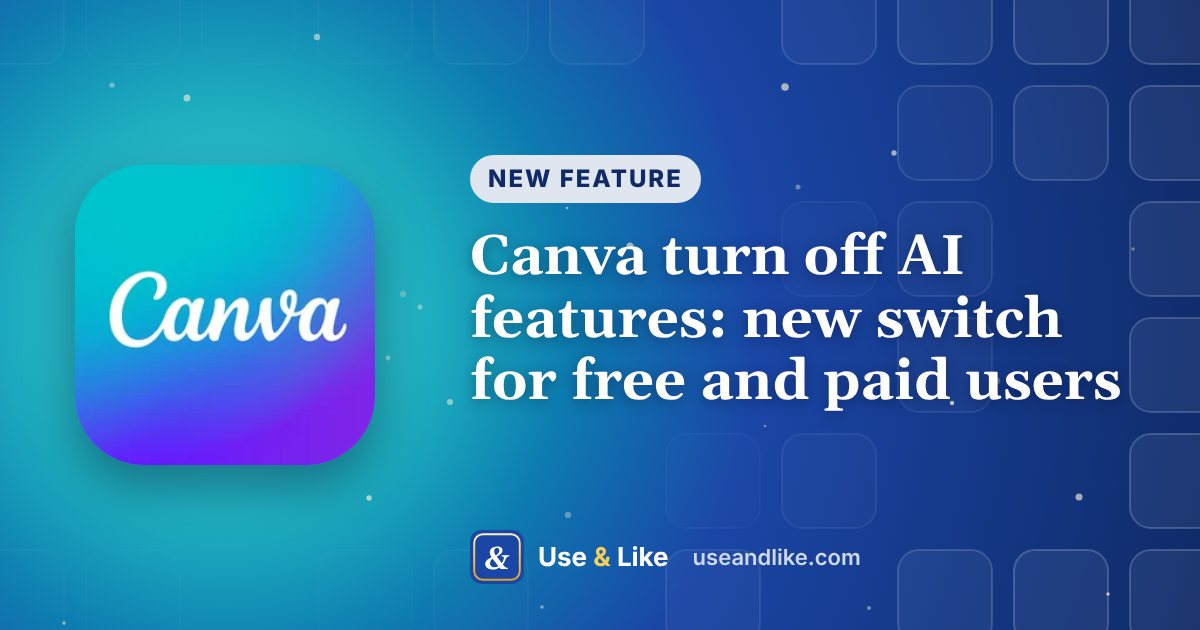 Canva
NEW FEATURE
Canva turn off AI
features: new switch
for free and paid users
& Use & Like useandlike.com